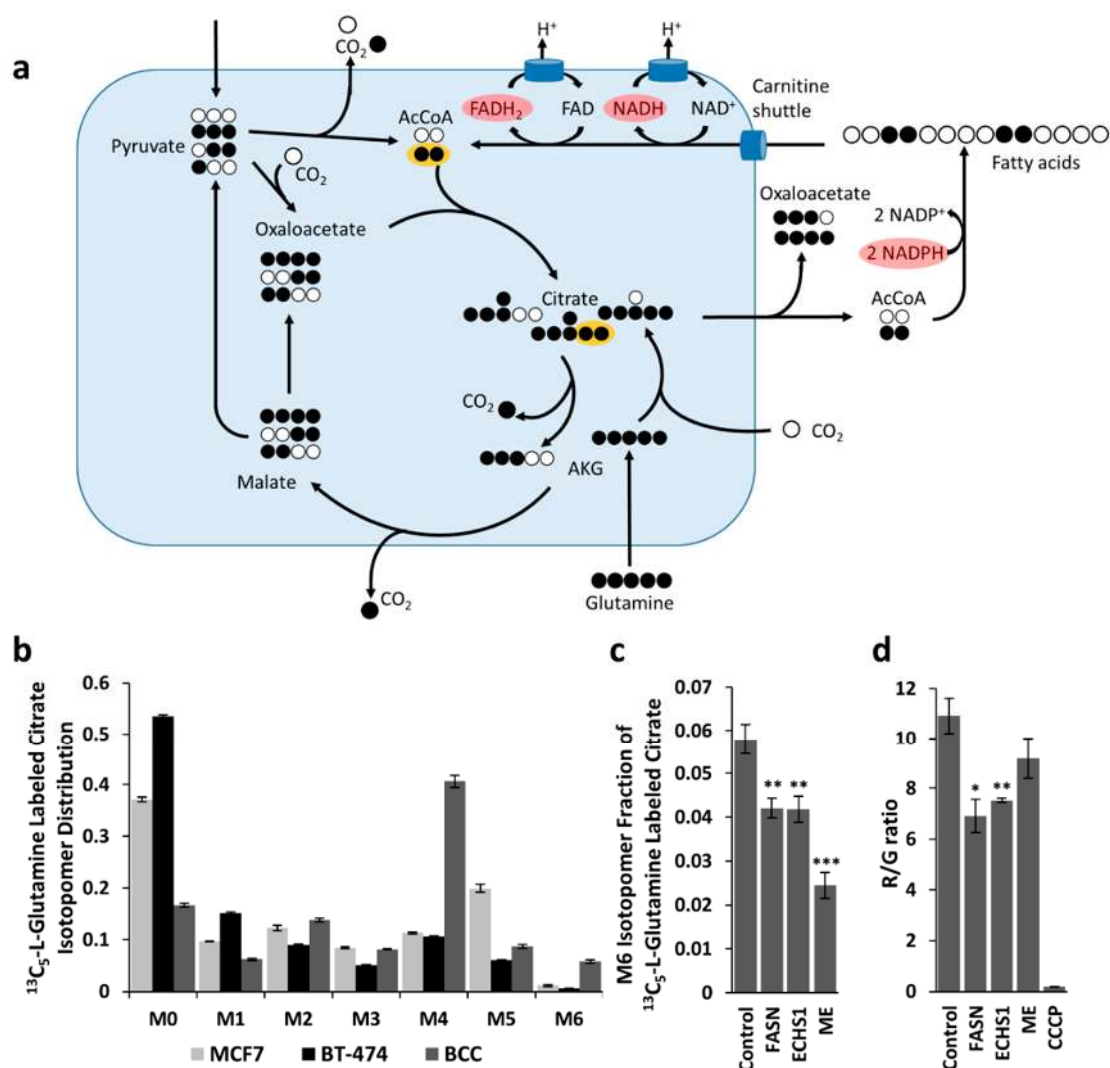 a
H⁺
H⁺
CO₂
Carnitine
shuttle
AcCoA
FADH₂
FAD
NADH
NAD⁺
Pyruvate
Fatty acids
CO₂
Oxaloacetate
2 NADP⁺
Oxaloacetate
2 NADPH
Citrate
AcCoA
CO₂
CO₂
AKG
Malate
CO₂
Glutamine
b
¹³C₅-L-Glutamine Labeled Citrate
Isotopomer Distribution
0.6
0.5
0.4
0.3
0.2
0.1
0
M0 M1 M2 M3 M4 M5 M6
MCF7 BT-474 BCC
c
M6 Isotopomer Fraction of
¹³C₅-L-Glutamine Labeled Citrate
0.07
0.06
0.05
0.04
0.03
0.02
0.01
0
** ** ***
Control FASN ECHS1 ME
d
R/G ratio
12
10
8
6
4
2
0
* **
Control FASN ECHS1 ME CCCP